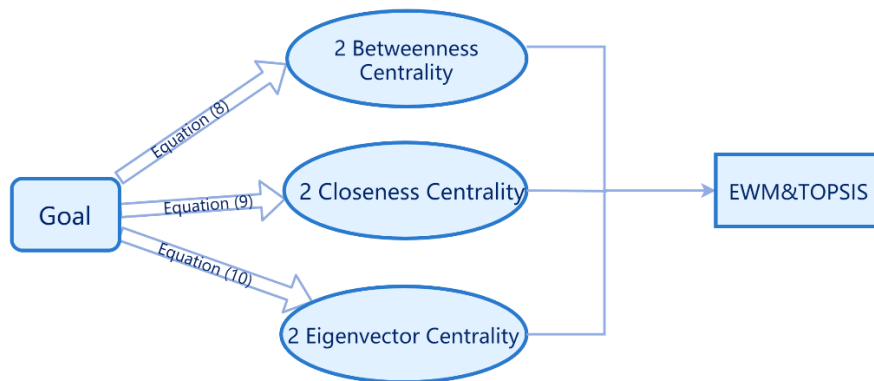 2 Betweenness
Centrality
Equation (8)
Goal
Equation (9)
2 Closeness Centrality
EWM&TOPSIS
Equation (10)
2 Eigenvector Centrality